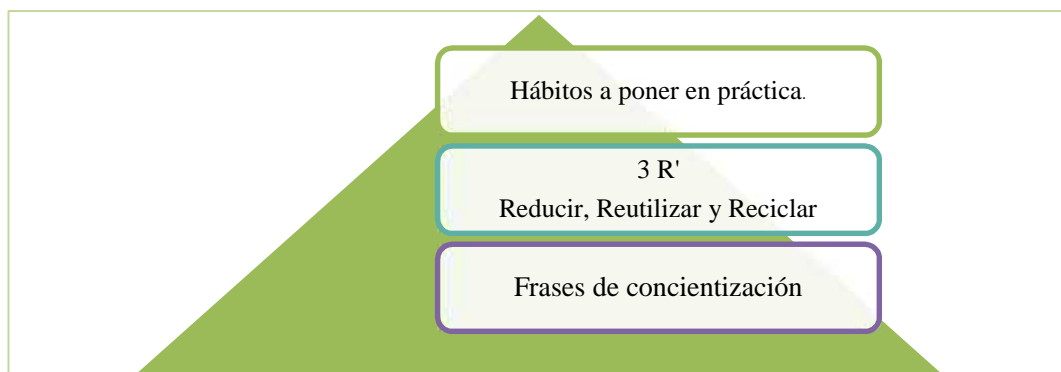 Hábitos a poner en práctica.
3 R'
Reducir, Reutilizar y Reciclar
Frases de concientización